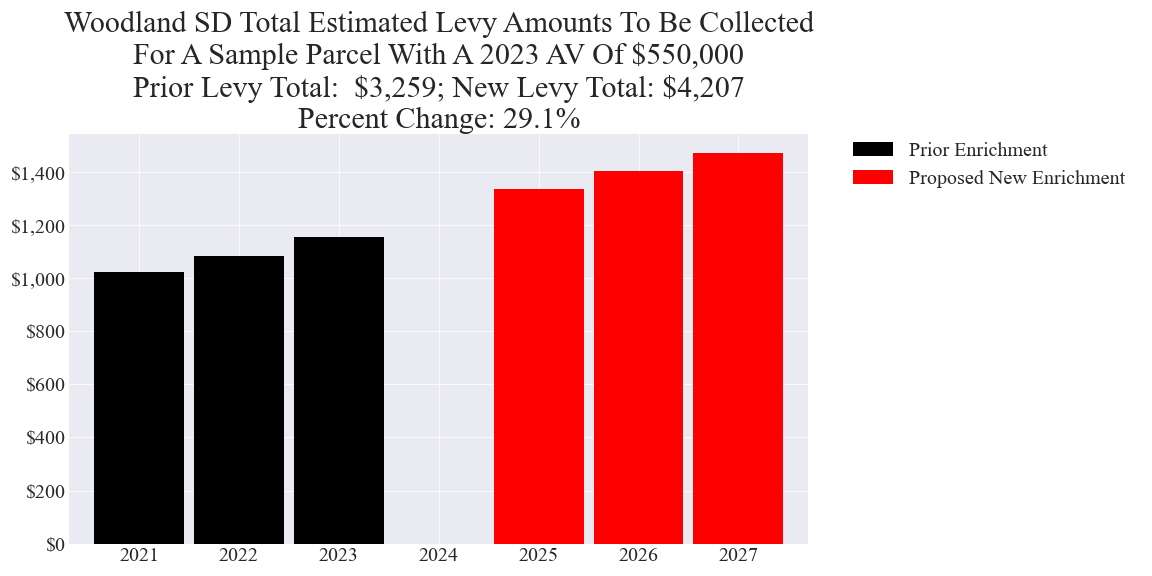 Woodland SD Total Estimated Levy Amounts To Be Collected
For A Sample Parcel With A 2023 AV Of $550,000
Prior Levy Total:  $3,259; New Levy Total: $4,207
Percent Change: 29.1%
Prior Enrichment
Proposed New Enrichment
$1,400
$1,200
$1,000
$800
$600
$400
$200
$0
2021 2022 2023 2024 2025 2026 2027